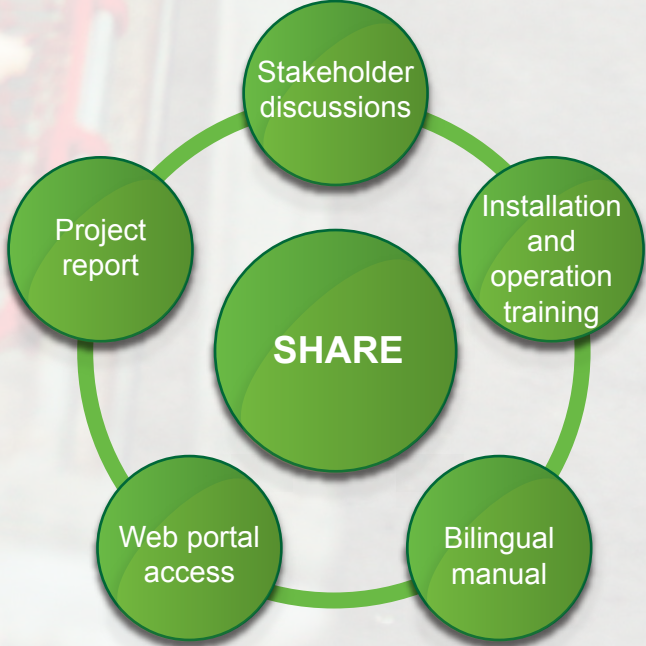 Stakeholder
discussions
Installation
and
operation
training
Bilingual
manual
Web portal
access
Project
report
SHARE